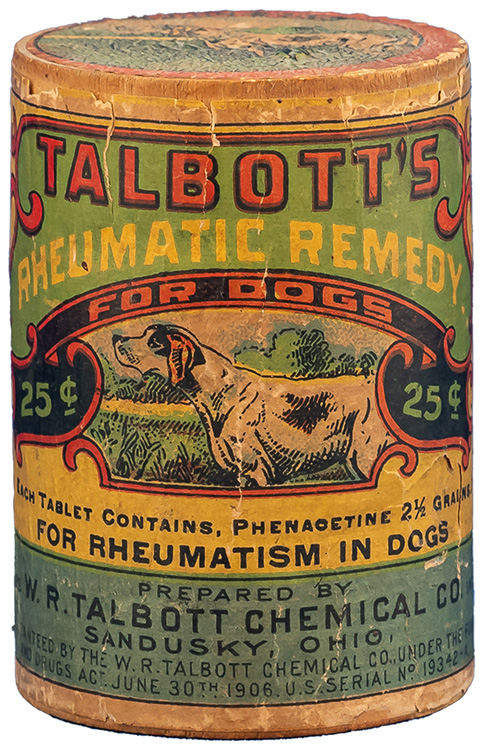 TALBOTT'S
RHEUMATIC REMEDY
FOR DOGS
25 ¢ 25 ¢
EACH TABLET CONTAINS, PHENACETINE 2½ GRAINS.
FOR RHEUMATISM IN DOGS
PREPARED BY
W. R. TALBOTT CHEMICAL CO.
SANDUSKY, OHIO,
BY THE W. R. TALBOTT CHEMICAL CO., UNDER THE
DRUGS ACT JUNE 30TH 1906. U.S. SERIAL No 19342